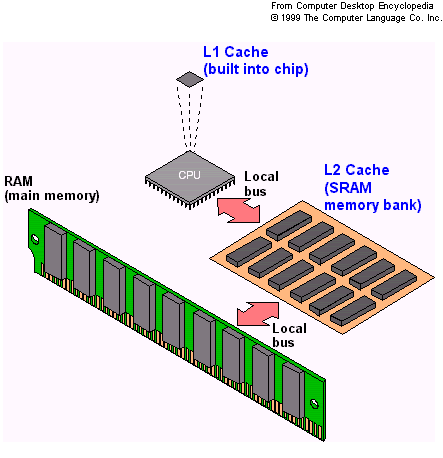 From Computer Desktop Encyclopedia
© 1999 The Computer Language Co. Inc.
L1 Cache
(built into chip)
CPU
Local
bus
L2 Cache
(SRAM
memory bank)
RAM
(main memory)
Local
bus